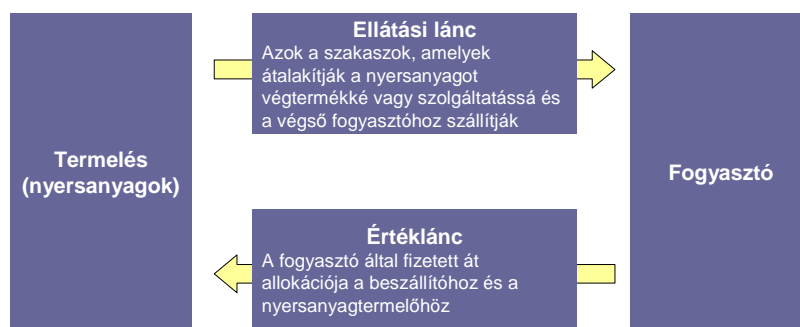 Termelés
(nyersanyagok)
Ellátási lánc
Azok a szakaszok, amelyek
átalakítják a nyersanyagot
végtermékké vagy szolgáltatássá és
a végső fogyasztóhoz szállítják
Értéklánc
A fogyasztó által fizetett át
allokációja a beszállítóhoz és a
nyersanyagtermelőhöz
Fogyasztó